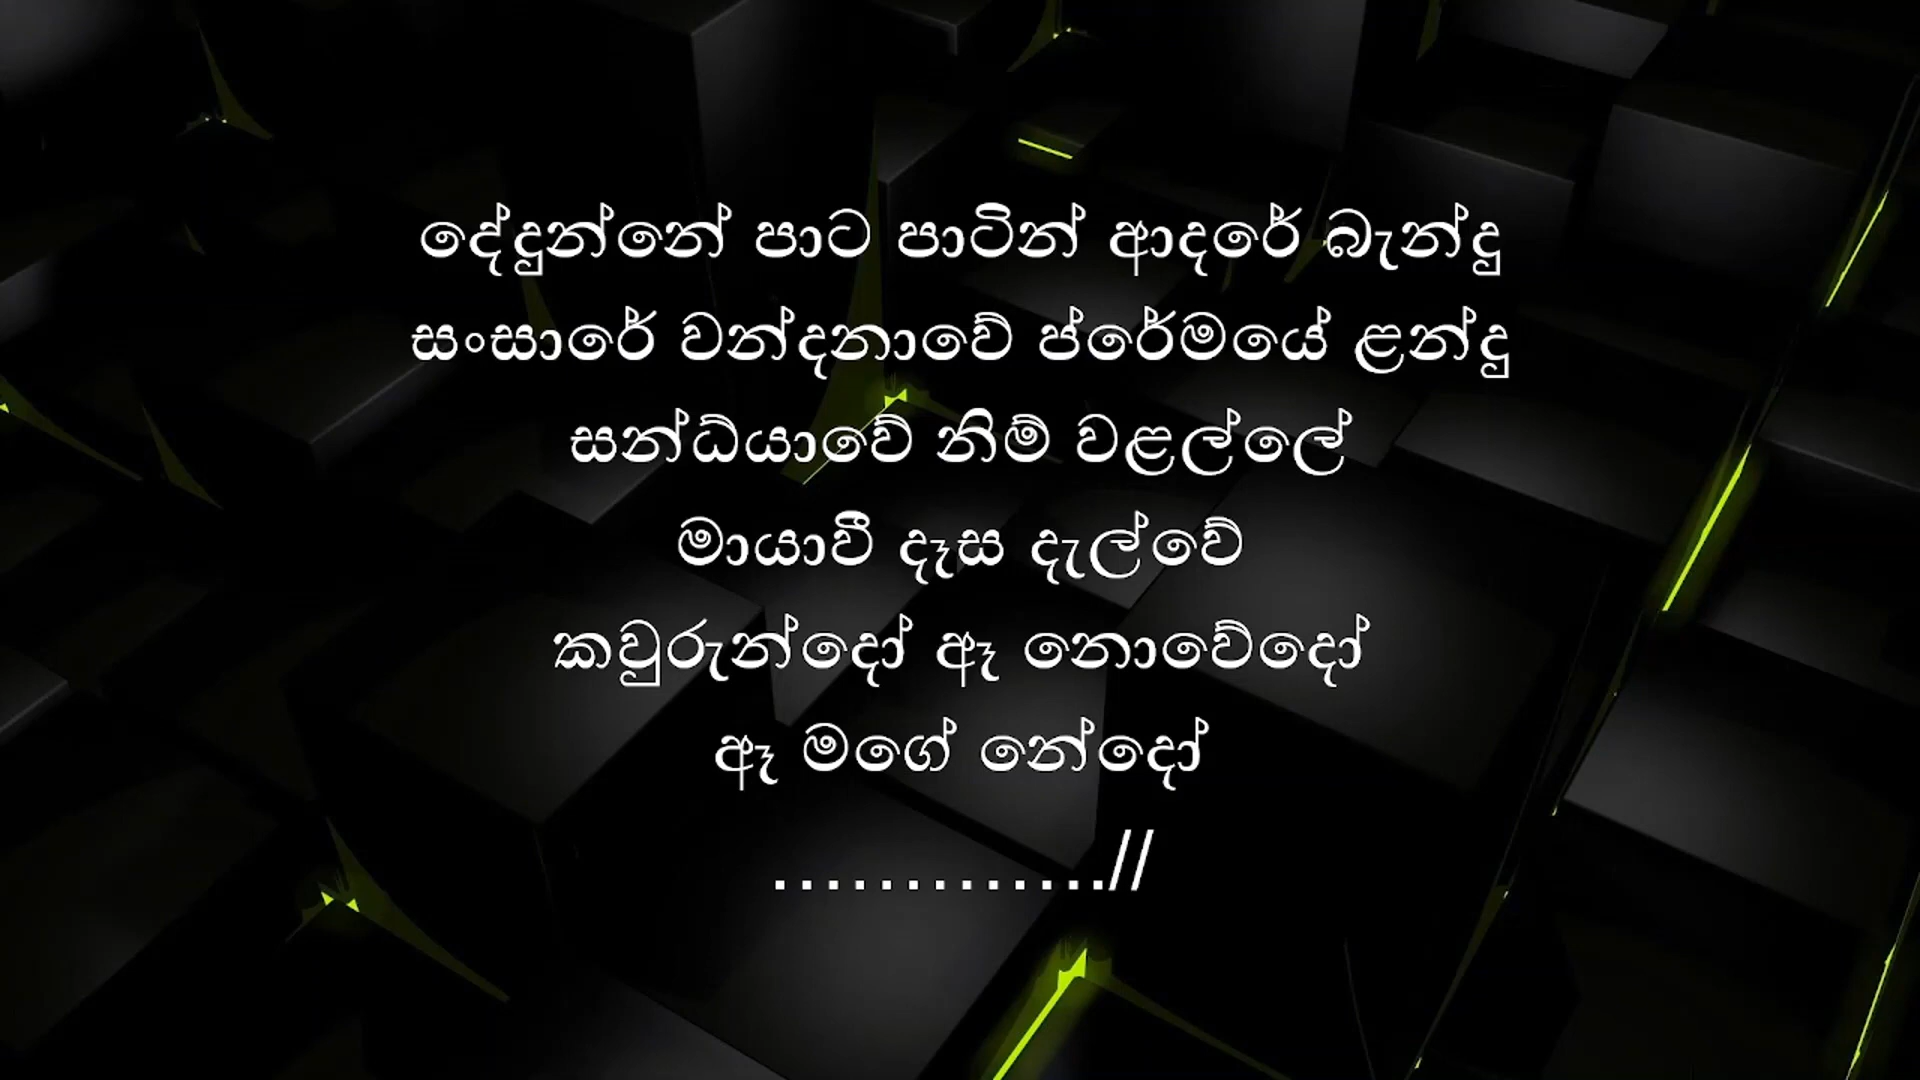 දේදුන්නේ පාට පාටින් ආදරේ බැන්දු
සංසාරේ වන්දනාවේ ප්රේමයේ ළන්දු
සන්ධ්යාවේ නිම් වළල්ලේ
මායාවී දෑස දැල්වේ
කවුරුන්දෝ ඈ නොවේදෝ
ඈ මගේ නේදෝ
.............//